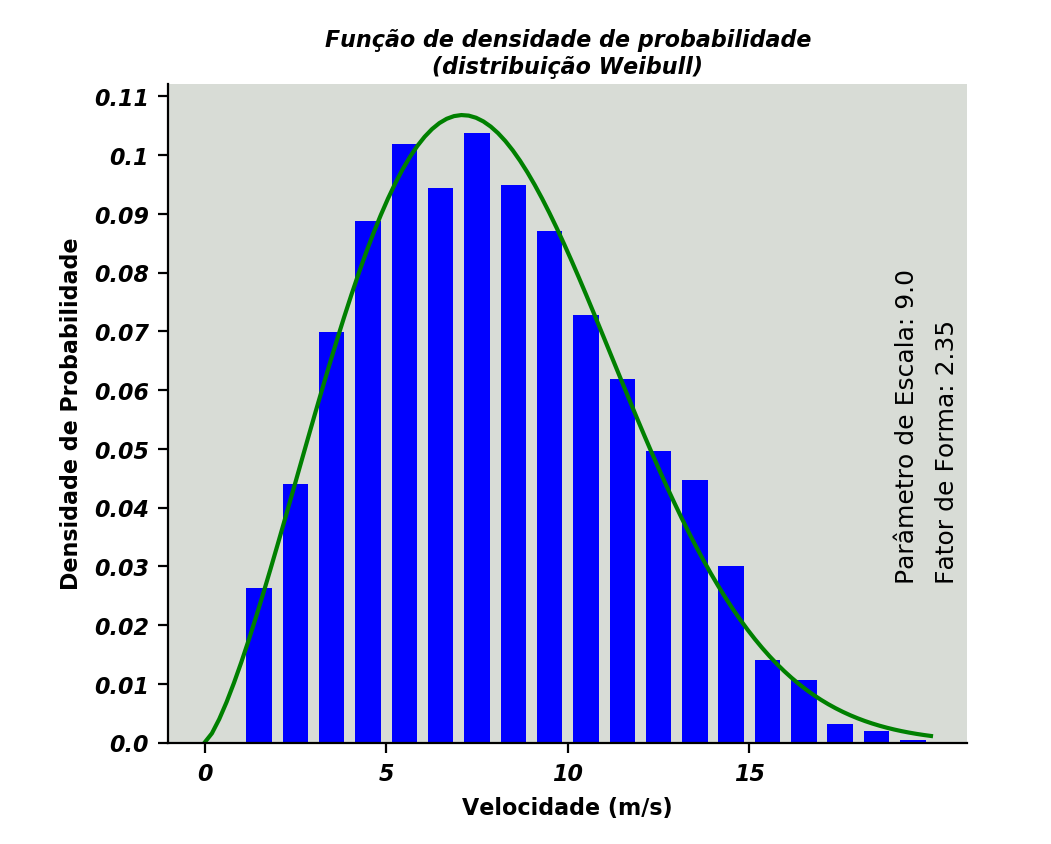 Função de densidade de probabilidade
(distribuição Weibull)
0.11
0.1
0.09
0.08
0.07
0.06
0.05
0.04
0.03
0.02
0.01
0.0
Densidade de Probabilidade
Parâmetro de Escala: 9.0
Fator de Forma: 2.35
0 5 10 15
Velocidade (m/s)